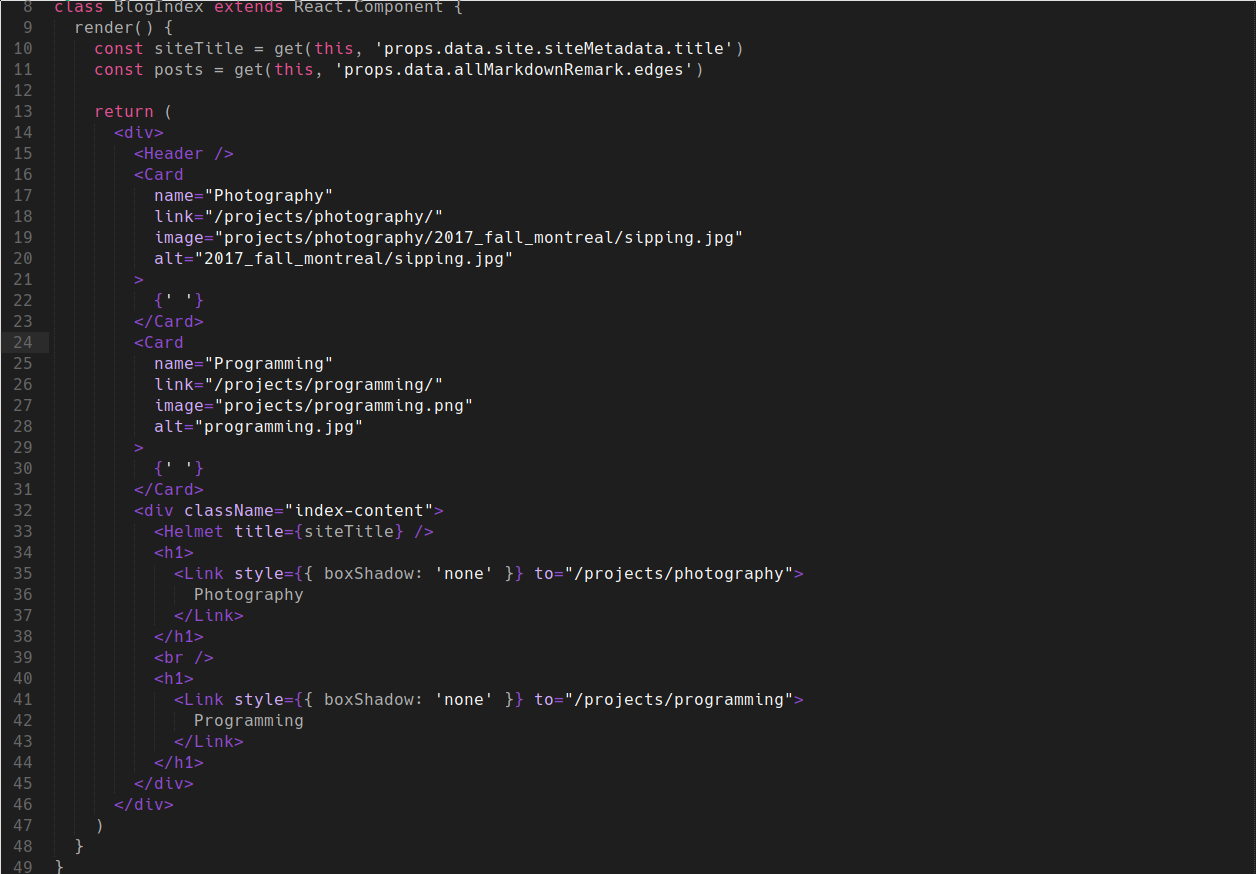 8 class BlogIndex extends React.Component {
9 render() {
10 const siteTitle = get(this, 'props.data.site.siteMetadata.title')
11 const posts = get(this, 'props.data.allMarkdownRemark.edges')
12
13 return (
14 <div>
15 <Header />
16 <Card
17 name="Photography"
18 link="/projects/photography/"
19 image="projects/photography/2017_fall_montreal/sipping.jpg"
20 alt="2017_fall_montreal/sipping.jpg"
21 >
22 {' '}
23 </Card>
24 <Card
25 name="Programming"
26 link="/projects/programming/"
27 image="projects/programming.png"
28 alt="programming.jpg"
29 >
30 {' '}
31 </Card>
32 <div className="index-content">
33 <Helmet title={siteTitle} />
34 <h1>
35 <Link style={{ boxShadow: 'none' }} to="/projects/photography">
36 Photography
37 </Link>
38 </h1>
39 <br />
40 <h1>
41 <Link style={{ boxShadow: 'none' }} to="/projects/programming">
42 Programming
43 </Link>
44 </h1>
45 </div>
46 </div>
47 )
48 }
49 }